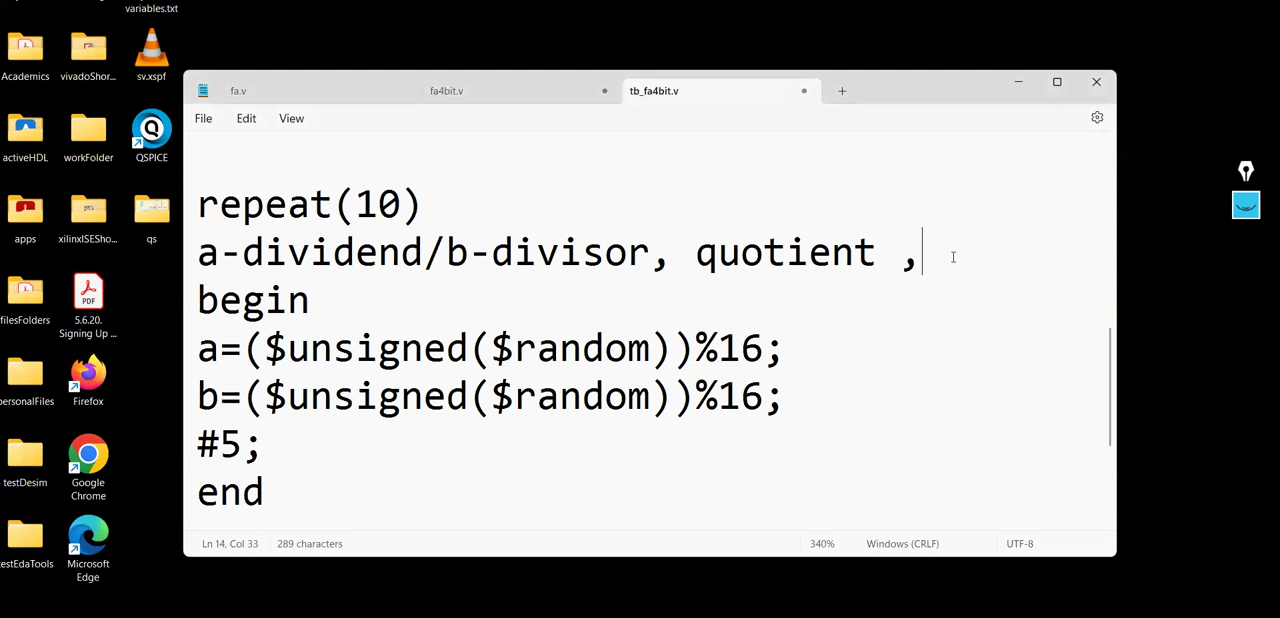 variables.txt
Academics
vivadoShor...
sv.xspf
activeHDL
workFolder
QSPICE
apps
xilinxISESho...
qs
filesFolders
5.6.20.
Signing Up ...
personalFiles
Firefox
testDesim
Google
Chrome
testEdaTools
Microsoft
Edge
PDF
fa.v
fa4bit.v
tb_fa4bit.v
File
Edit
View
repeat(10)
a-dividend/b-divisor, quotient ,
begin
a=($unsigned($random))%16;
b=($unsigned($random))%16;
#5;
end
Ln 14, Col 33
289 characters
340%
Windows (CRLF)
UTF-8